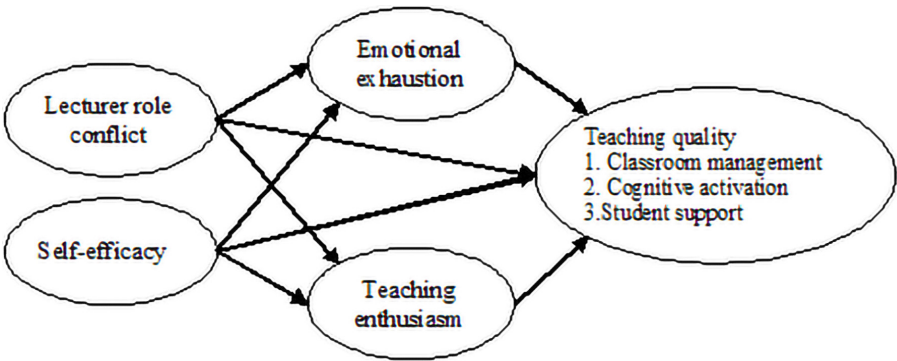 Emotional
exhaustion
Lecturer role
conflict
Teaching quality
1. Classroom management
2. Cognitive activation
3.Student support
Self-efficacy
Teaching
enthusiasm